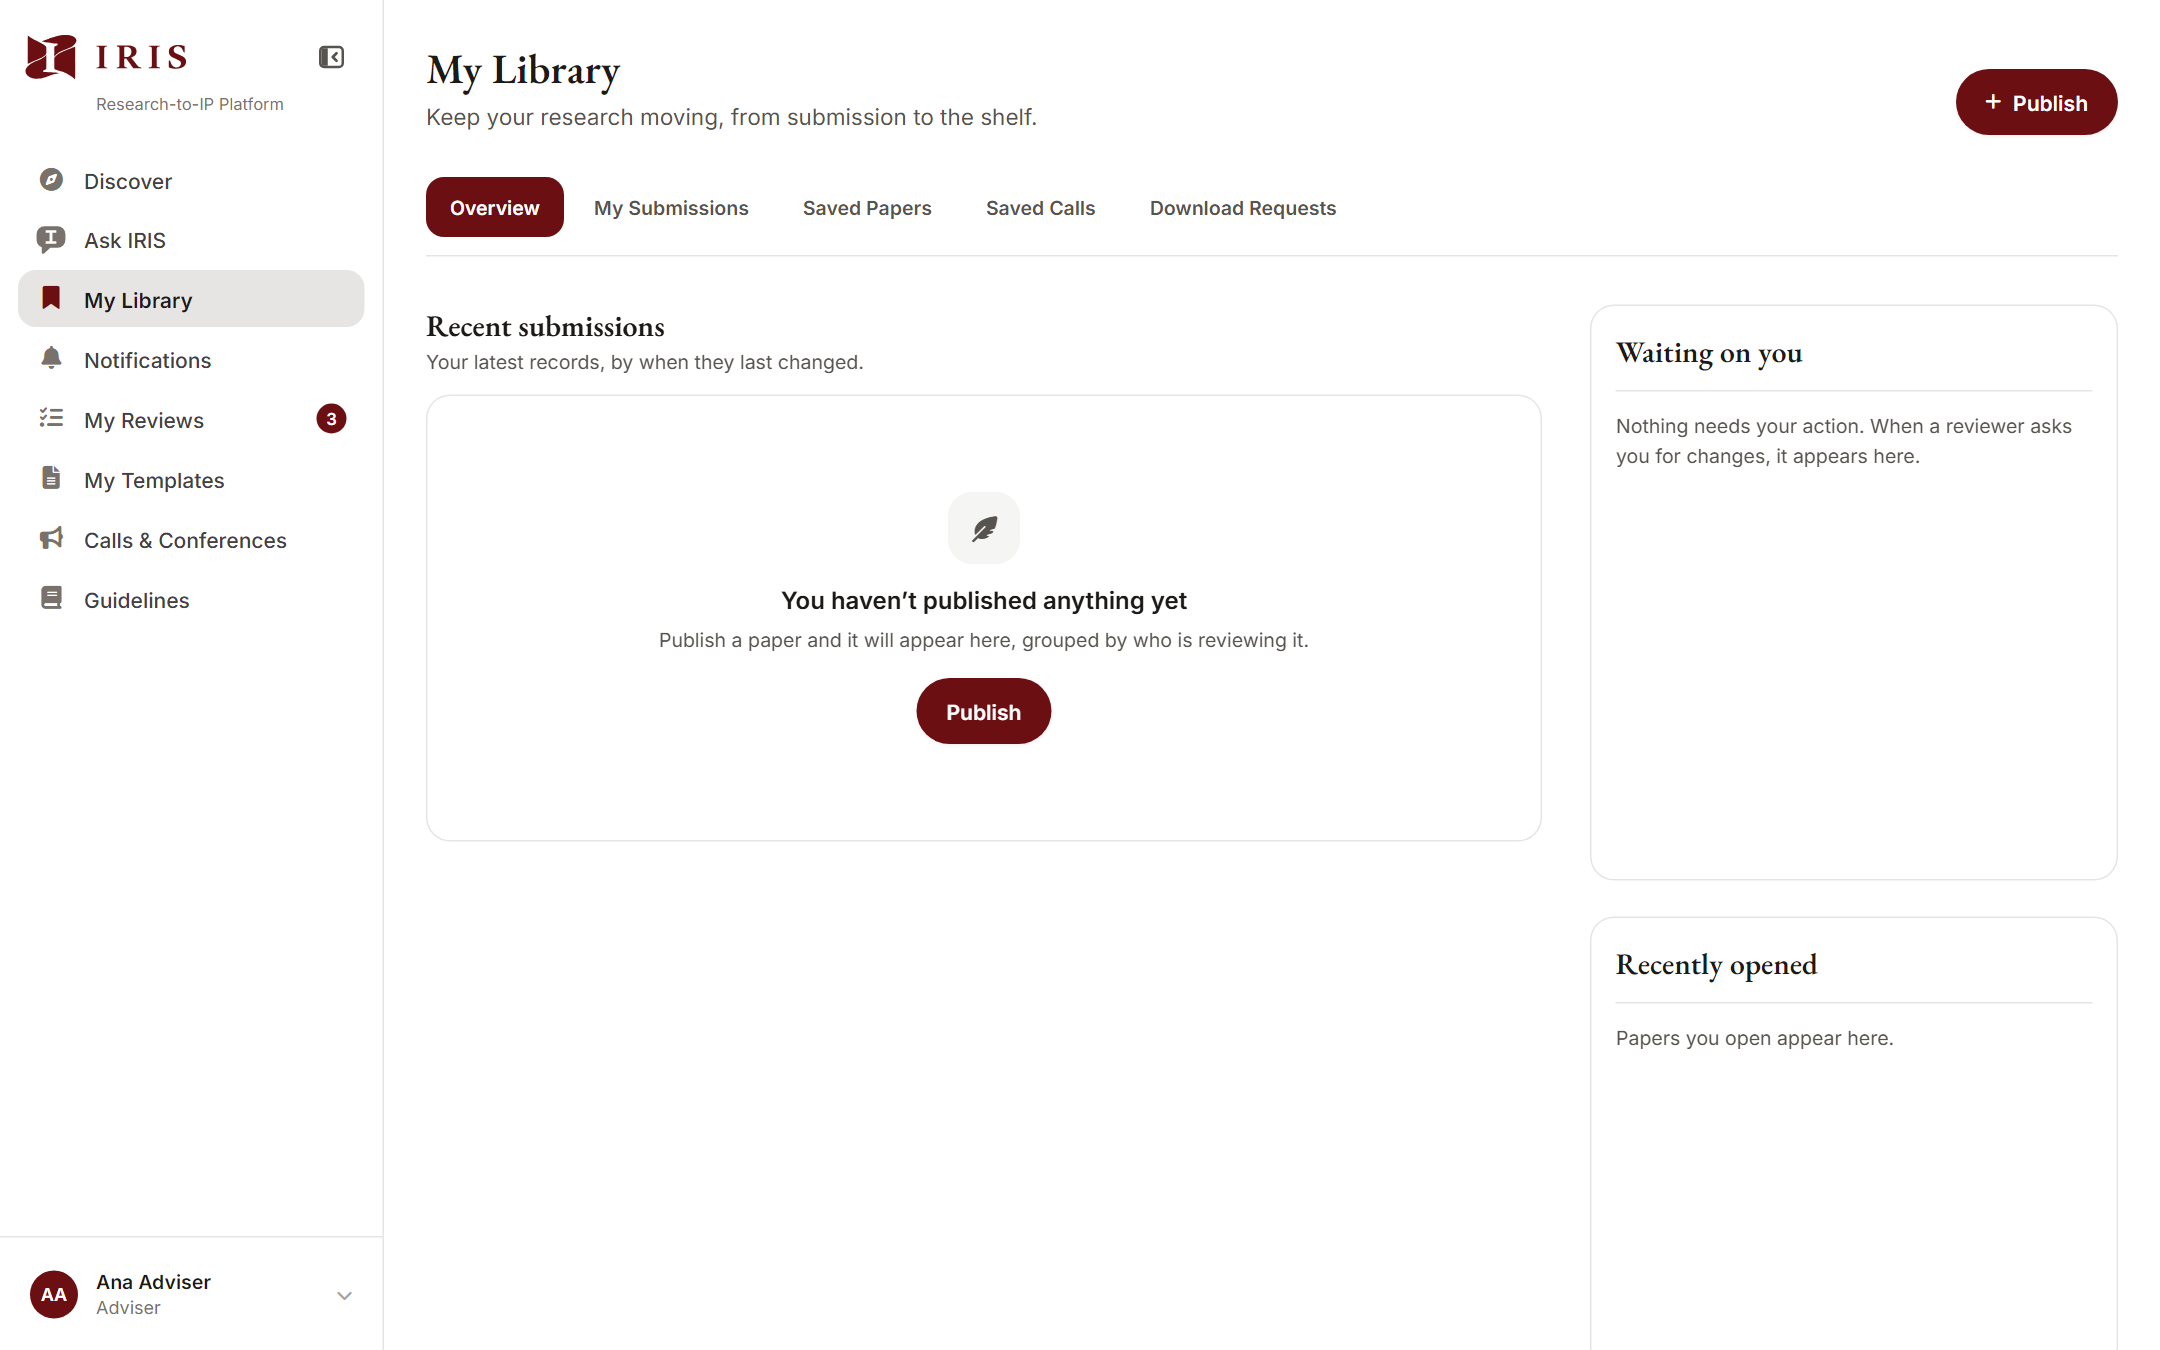 IRIS
Research-to-IP Platform
Discover
Ask IRIS
My Library
Notifications
My Reviews
3
My Templates
Calls & Conferences
Guidelines
AA
Ana Adviser
Adviser
My Library
Keep your research moving, from submission to the shelf.
+ Publish
Overview
My Submissions
Saved Papers
Saved Calls
Download Requests
Recent submissions
Your latest records, by when they last changed.
You haven’t published anything yet
Publish a paper and it will appear here, grouped by who is reviewing it.
Publish
Waiting on you
Nothing needs your action. When a reviewer asks
you for changes, it appears here.
Recently opened
Papers you open appear here.